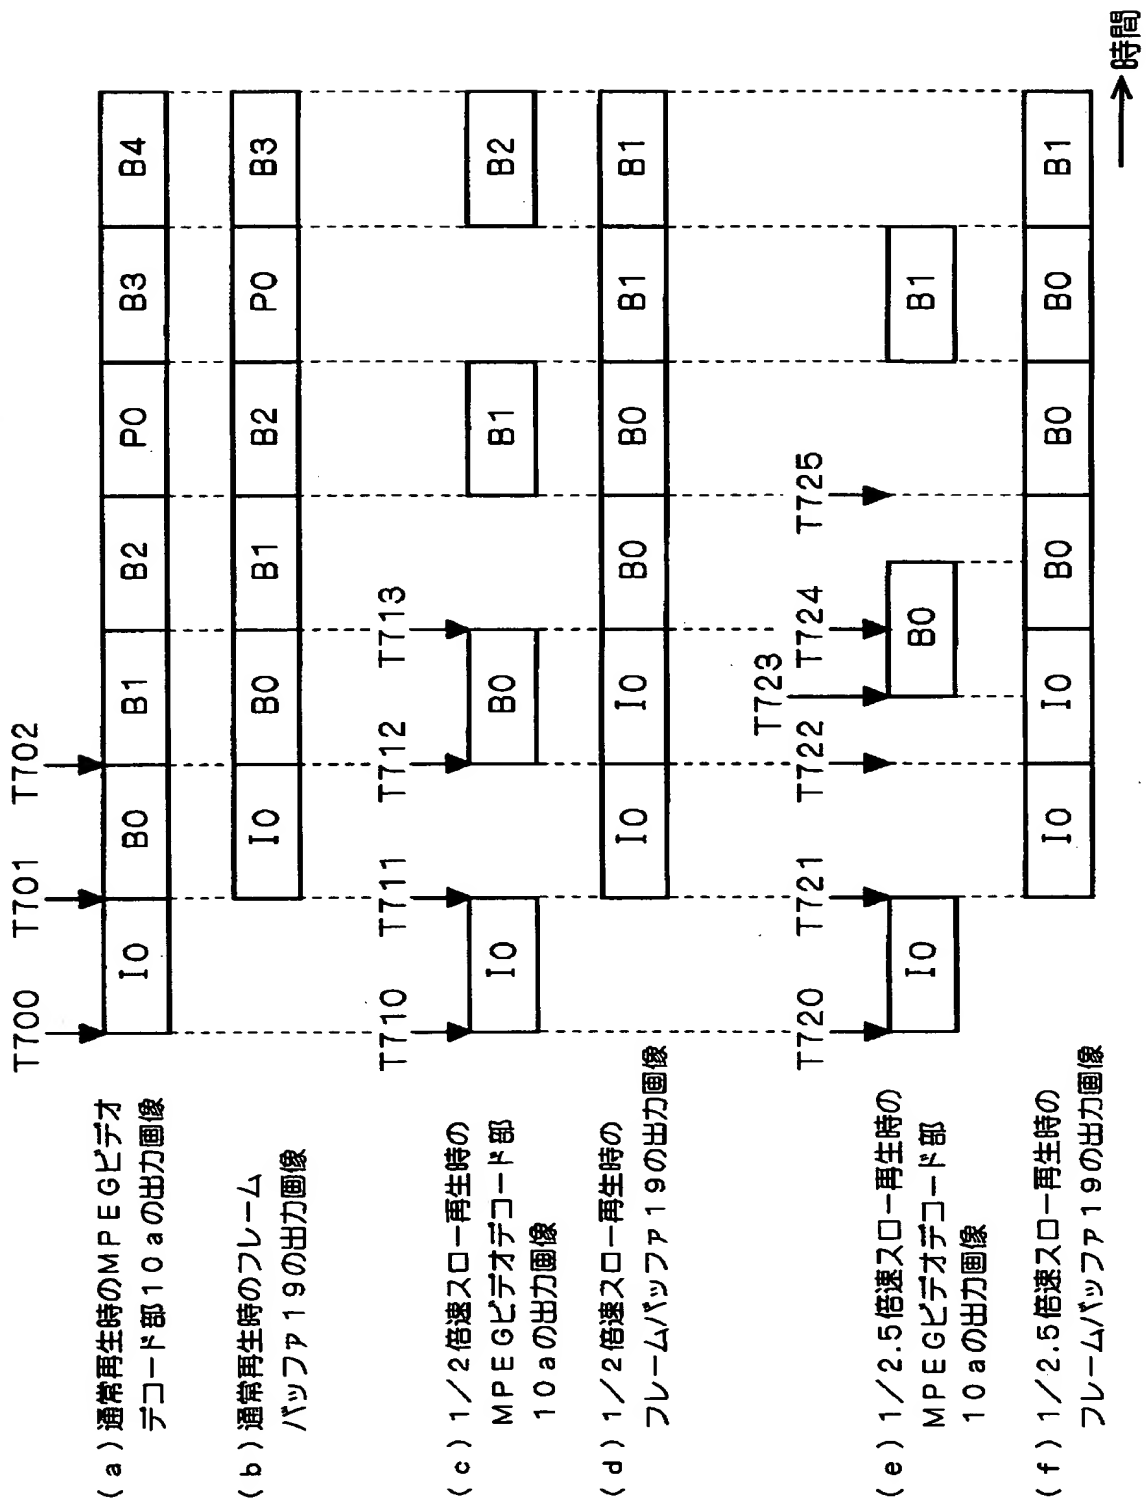 T700
T701
T702
(a)通常再生時のMPEGビデオ
デコード部10aの出力画像
I0
B0
B1
B2
P0
B3
B4
(b)通常再生時のフレーム
バッファ19の出力画像
I0
B0
B1
B2
P0
B3
T710
T711
T712
T713
(c)1/2倍速スロー再生時の
MPEGビデオデコード部
10aの出力画像
I0
B0
B1
B2
(d)1/2倍速スロー再生時の
フレームバッファ19の出力画像
I0
I0
B0
B0
B1
B1
T720
T721
T722
T723
T724
T725
(e)1/2.5倍速スロー再生時の
MPEGビデオデコード部
10aの出力画像
I0
B0
B1
(f)1/2.5倍速スロー再生時の
フレームバッファ19の出力画像
I0
I0
B0
B0
B0
B1
時間